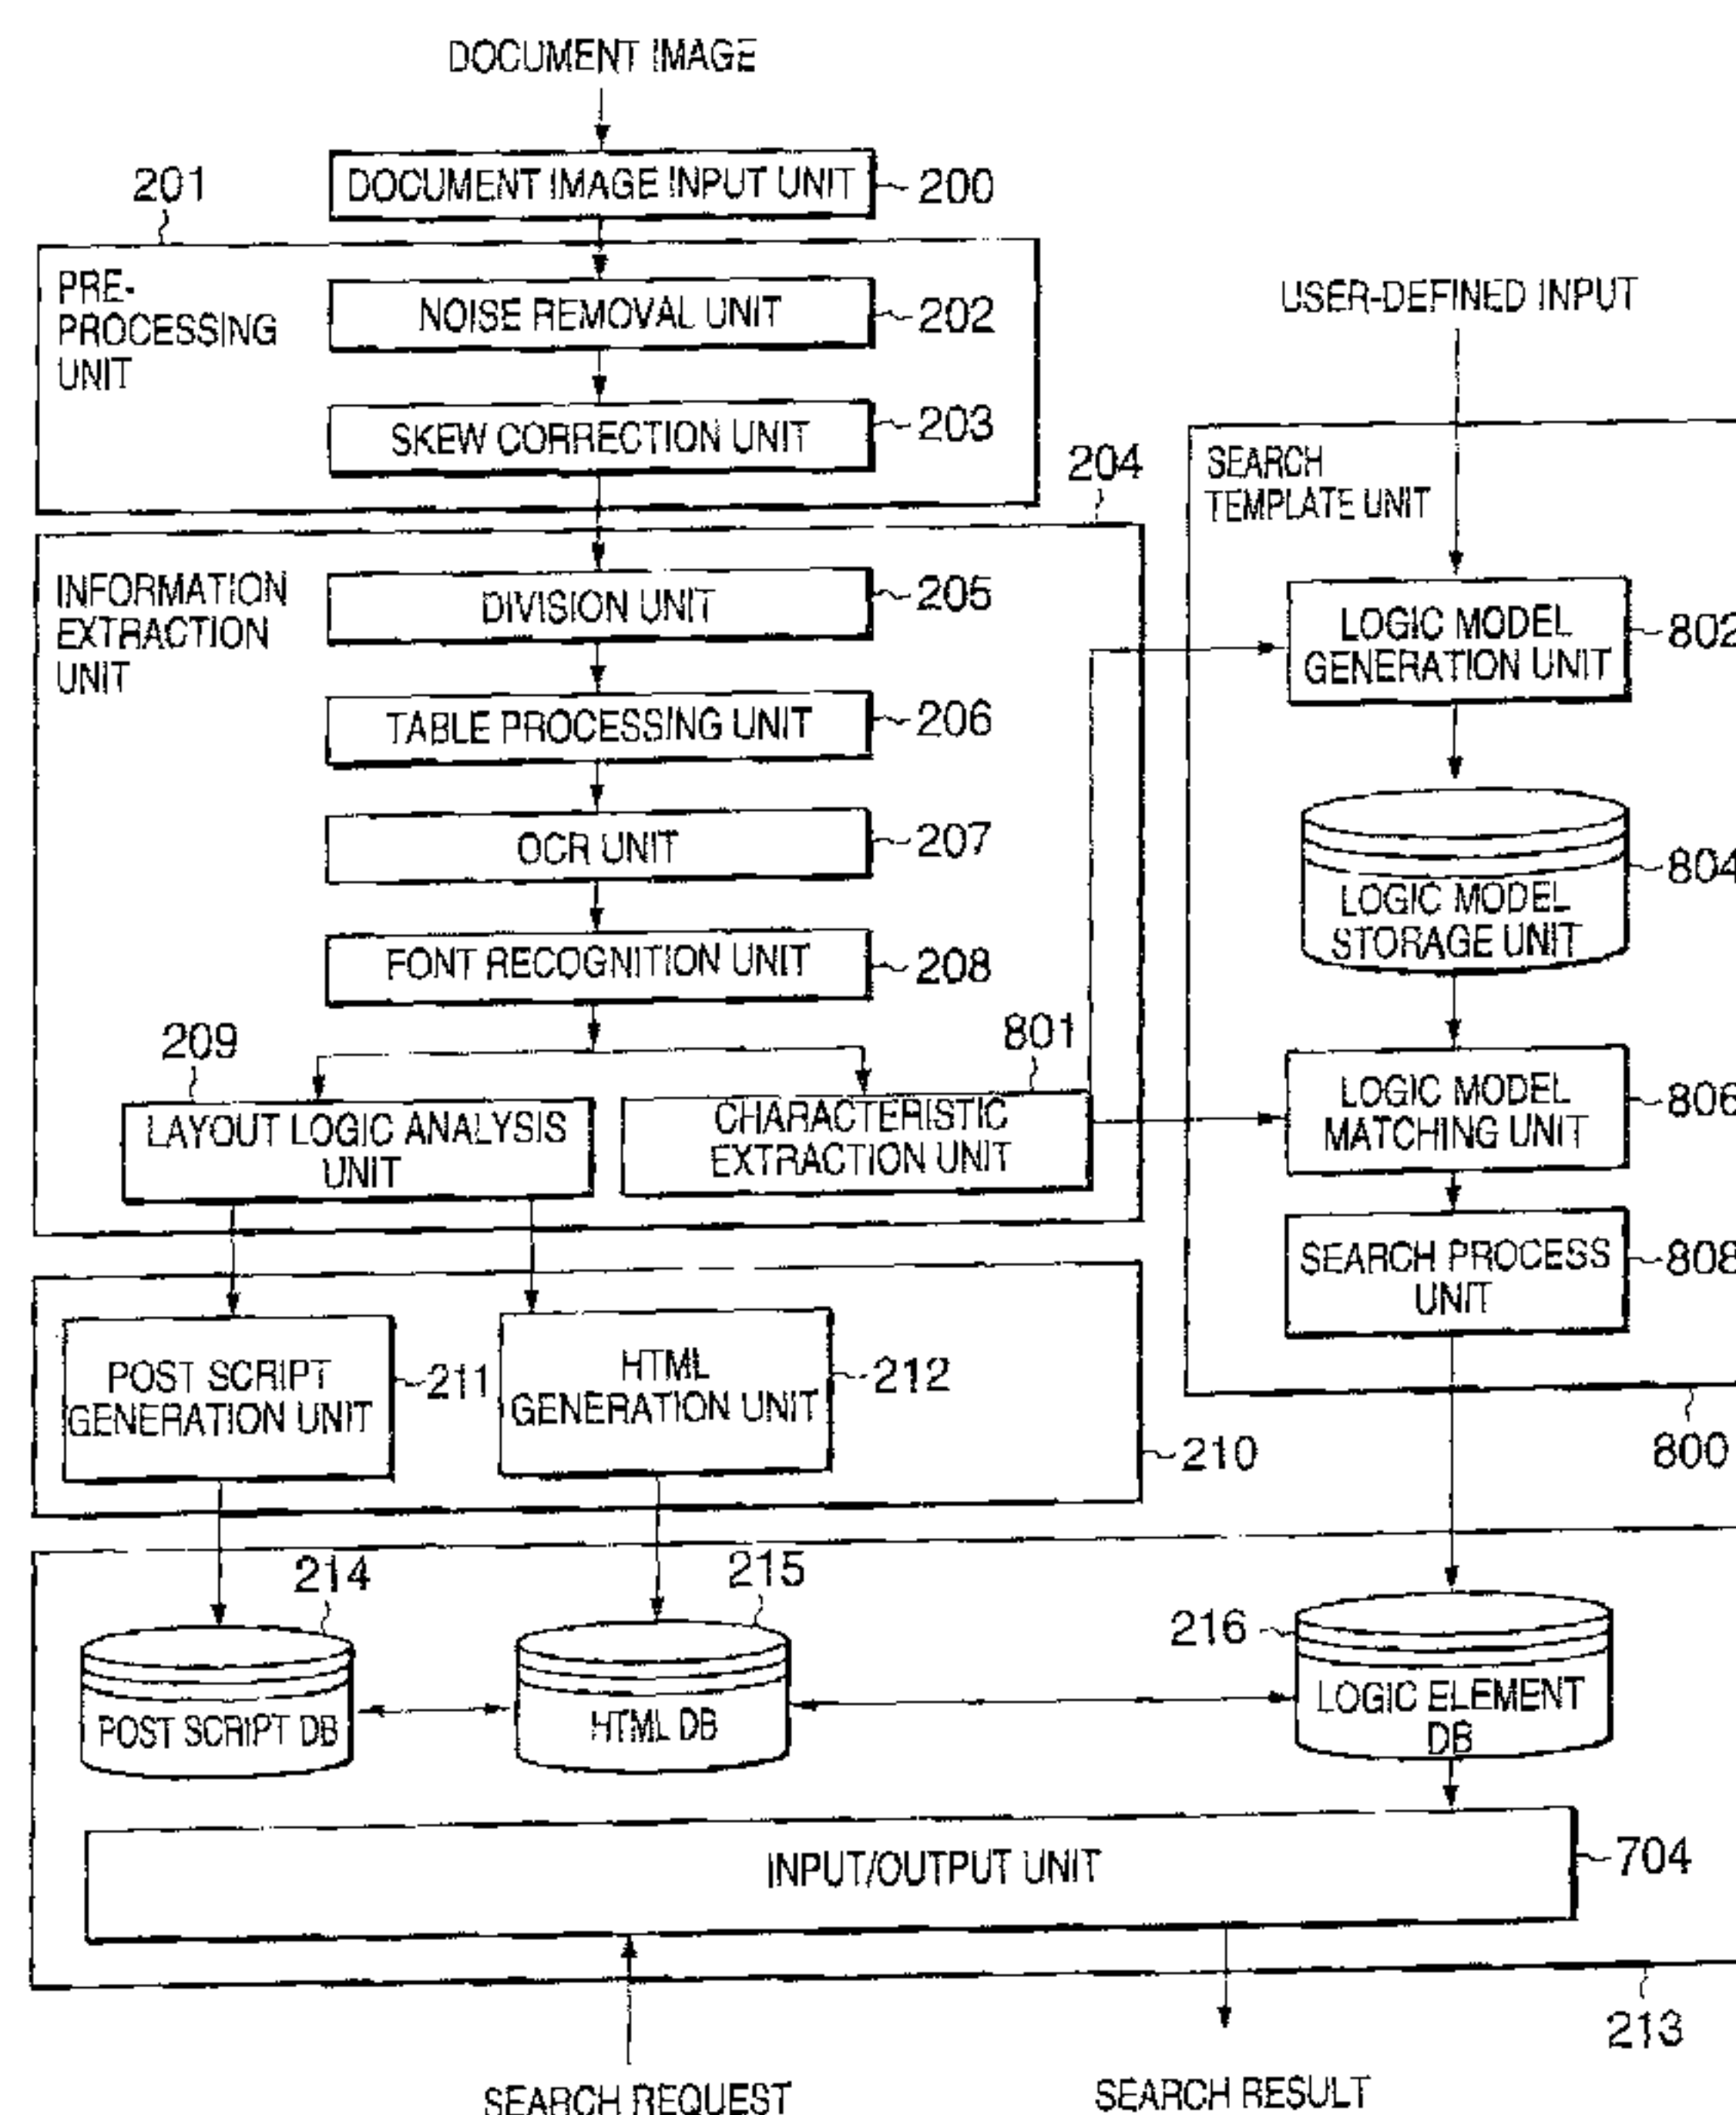 DOCUMENT IMAGE
DOCUMENT IMAGE INPUT UNIT
200
201
PRE-
PROCESSING
UNIT
NOISE REMOVAL UNIT
202
SKEW CORRECTION UNIT
203
204
INFORMATION
EXTRACTION
UNIT
DIVISION UNIT
205
TABLE PROCESSING UNIT
206
OCR UNIT
207
FONT RECOGNITION UNIT
208
209
LAYOUT LOGIC ANALYSIS
UNIT
801
CHARACTERISTIC
EXTRACTION UNIT
USER-DEFINED INPUT
SEARCH
TEMPLATE UNIT
LOGIC MODEL
GENERATION UNIT
802
LOGIC MODEL
STORAGE UNIT
804
LOGIC MODEL
MATCHING UNIT
806
SEARCH PROCESS
UNIT
808
800
POST SCRIPT
GENERATION UNIT
211
HTML
GENERATION UNIT
212
210
214
POST SCRIPT DB
215
HTML DB
216
LOGIC ELEMENT
DB
INPUT/OUTPUT UNIT
704
213
SEARCH REQUEST
SEARCH RESULT